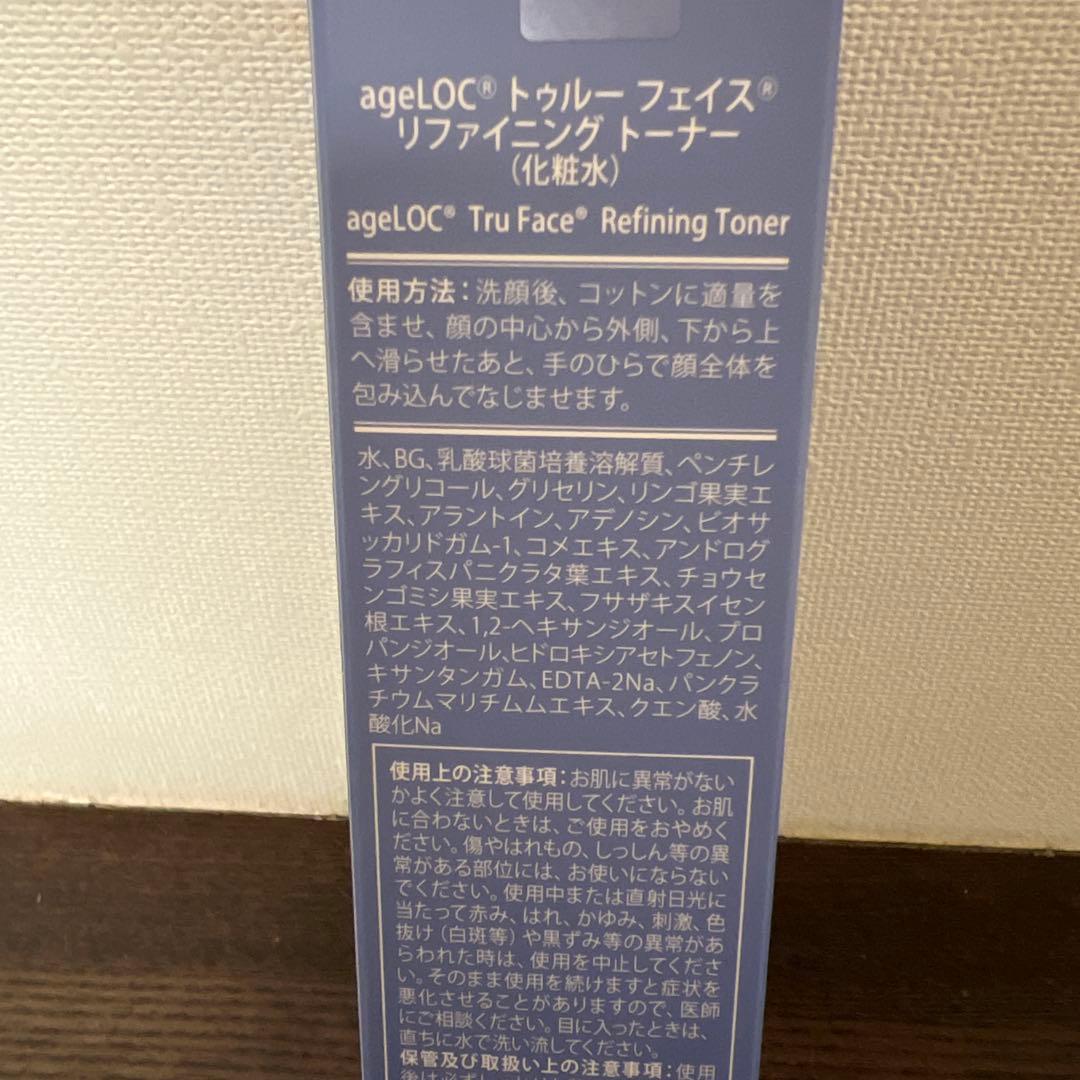 ageLOC® トゥルー フェイス®
リファイニング トーナー
(化粧水)
ageLOC® Tru Face® Refining Toner
使用方法：洗顔後、コットンに適量を
含ませ、顔の中心から外側、下から上
へ滑らせたあと、手のひらで顔全体を
包み込んでなじませます。
水、BG、乳酸球菌培養溶解質、ペンチレ
ングリコール、グリセリン、リンゴ果実エ
キス、アラントイン、アデノシン、ビオサ
ッカリドガム-1、コメエキス、アンドログ
ラフィスパニクラタ葉エキス、チョウセ
ンゴミシ果実エキス、フサザキスイセン
根エキス、1,2-ヘキサンジオール、プロ
パンジオール、ヒドロキシアセトフェノン、
キサンタンガム、EDTA-2Na、パンクラ
チウムマリチムムエキス、クエン酸、水
酸化Na
使用上の注意事項：お肌に異常がない
かよく注意して使用してください。お肌
に合わないときは、ご使用をおやめく
ださい。傷やはれもの、しっしん等の異
常がある部位には、お使いにならない
でください。使用中または直射日光に
当たって赤み、はれ、かゆみ、刺激、色
抜け（白斑等）や黒ずみ等の異常があ
らわれた時は、使用を中止してくださ
い。そのまま使用を続けますと症状を
悪化させることがありますので、医師
にご相談ください。目に入ったときは、
直ちに水で洗い流してください。
保管及び取扱い上の注意事項：使用